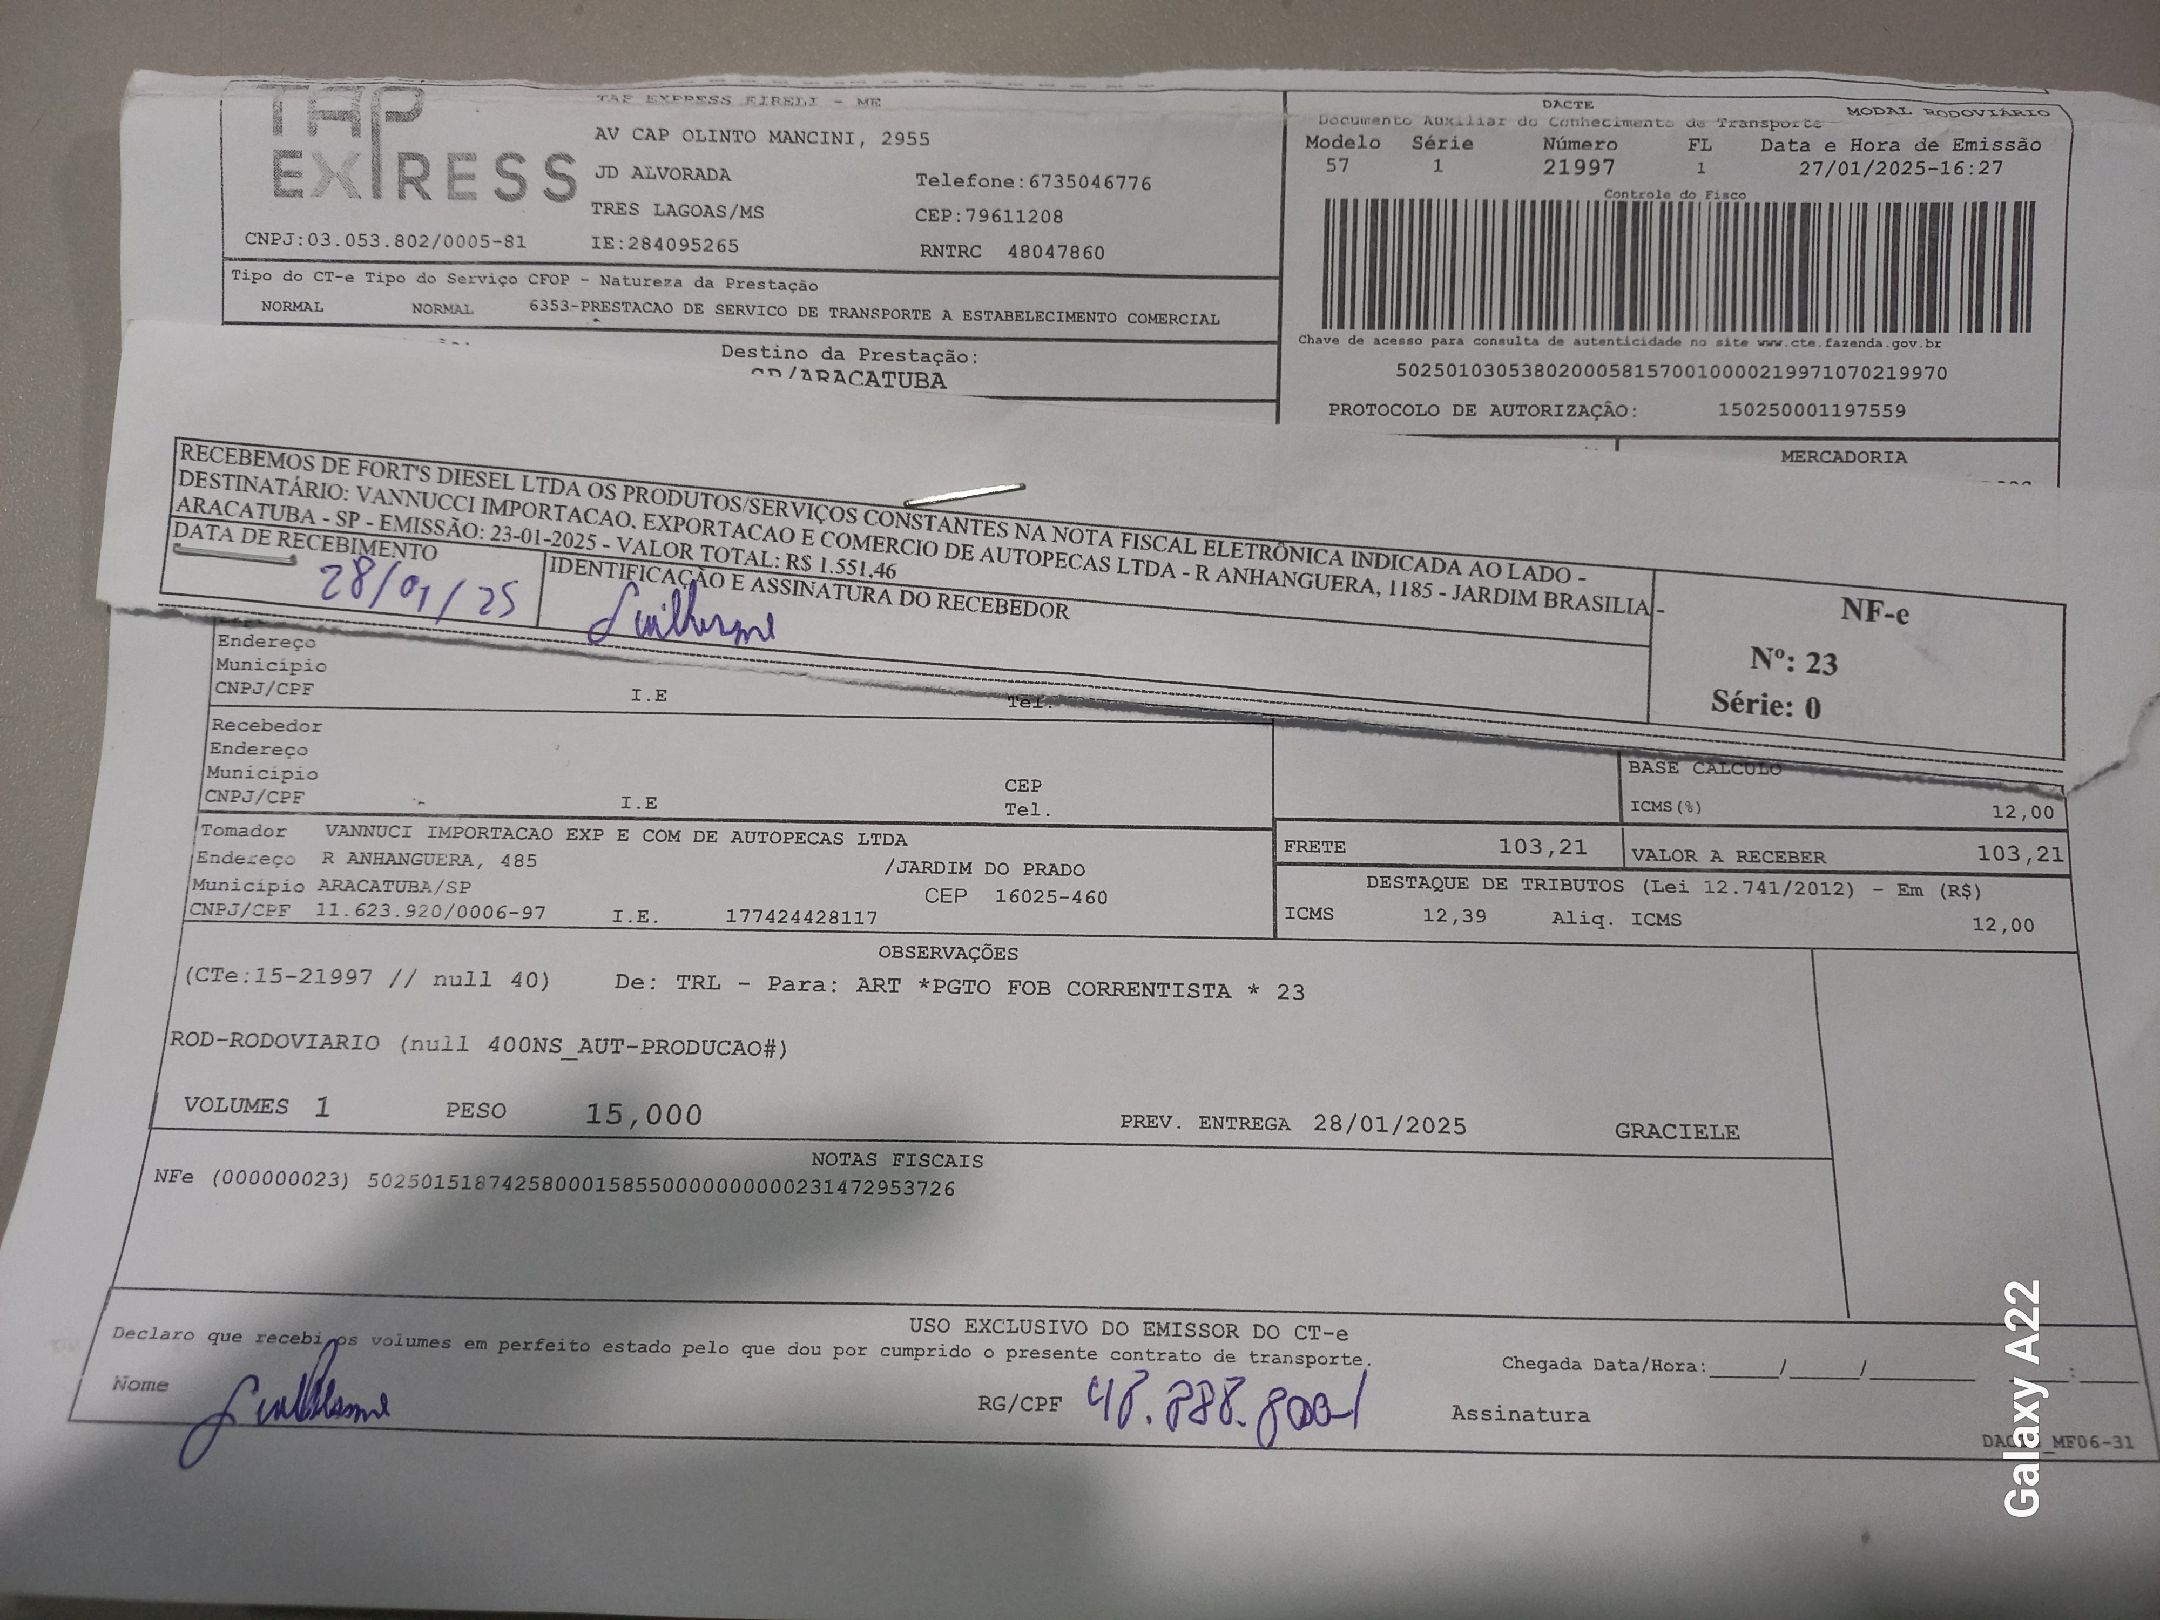 TAP EXPRESS
TAP EXPRESS EIRELI - ME
AV CAP OLINTO MANCINI, 2955
JD ALVORADA
Telefone:6735046776
TRES LAGOAS/MS
CEP:79611208
CNPJ:03.053.802/0005-81
IE:284095265
RNTRC 48047860
DACTE
MODAL RODOVIÁRIO
Documento Auxiliar do Conhecimento de Transporte
Modelo Série Número FL Data e Hora de Emissão
57 1 21997 1 27/01/2025-16:27
Controle do Fisco
Chave de acesso para consulta de autenticidade no site www.cte.fazenda.gov.br
50250103053802000581570010000219971070219970
PROTOCOLO DE AUTORIZAÇÃO: 150250001197559
Tipo do CT-e Tipo do Serviço CFOP - Natureza da Prestação
NORMAL NORMAL 6353-PRESTACAO DE SERVICO DE TRANSPORTE A ESTABELECIMENTO COMERCIAL
Destino da Prestação:
SP/ARACATUBA
MERCADORIA
RECEBEMOS DE FORT'S DIESEL LTDA OS PRODUTOS/SERVIÇOS CONSTANTES NA NOTA FISCAL ELETRÔNICA INDICADA AO LADO -
DESTINATÁRIO: VANNUCCI IMPORTACAO, EXPORTACAO E COMERCIO DE AUTOPECAS LTDA - R ANHANGUERA, 1185 - JARDIM BRASILIA -
ARACATUBA - SP - EMISSÃO: 23-01-2025 - VALOR TOTAL: R$ 1.551,46
DATA DE RECEBIMENTO
28/01/25
IDENTIFICAÇÃO E ASSINATURA DO RECEBEDOR
Guilherme
NF-e
Nº: 23
Série: 0
Endereço
Município
CNPJ/CPF I.E Tel.
Recebedor
Endereço
Município CEP
CNPJ/CPF I.E Tel.
BASE CALCULO
ICMS(%) 12,00
Tomador VANNUCI IMPORTACAO EXP E COM DE AUTOPECAS LTDA
Endereço R ANHANGUERA, 485 /JARDIM DO PRADO
Município ARACATUBA/SP CEP 16025-460
CNPJ/CPF 11.623.920/0006-97 I.E. 177424428117
FRETE 103,21 VALOR A RECEBER 103,21
DESTAQUE DE TRIBUTOS (Lei 12.741/2012) - Em (R$)
ICMS 12,39 Aliq. ICMS 12,00
OBSERVAÇÕES
(CTe:15-21997 // null 40) De: TRL - Para: ART *PGTO FOB CORRENTISTA * 23
ROD-RODOVIARIO (null 400NS_AUT-PRODUCAO#)
VOLUMES 1 PESO 15,000 PREV. ENTREGA 28/01/2025 GRACIELE
NOTAS FISCAIS
NFe (000000023) 50250151874258000158550000000000231472953726
USO EXCLUSIVO DO EMISSOR DO CT-e
Declaro que recebi os volumes em perfeito estado pelo que dou por cumprido o presente contrato de transporte.
Chegada Data/Hora:_____/_____/_______ ____:____
Nome Guilherme
RG/CPF
Assinatura
MF06-31
Galaxy A22